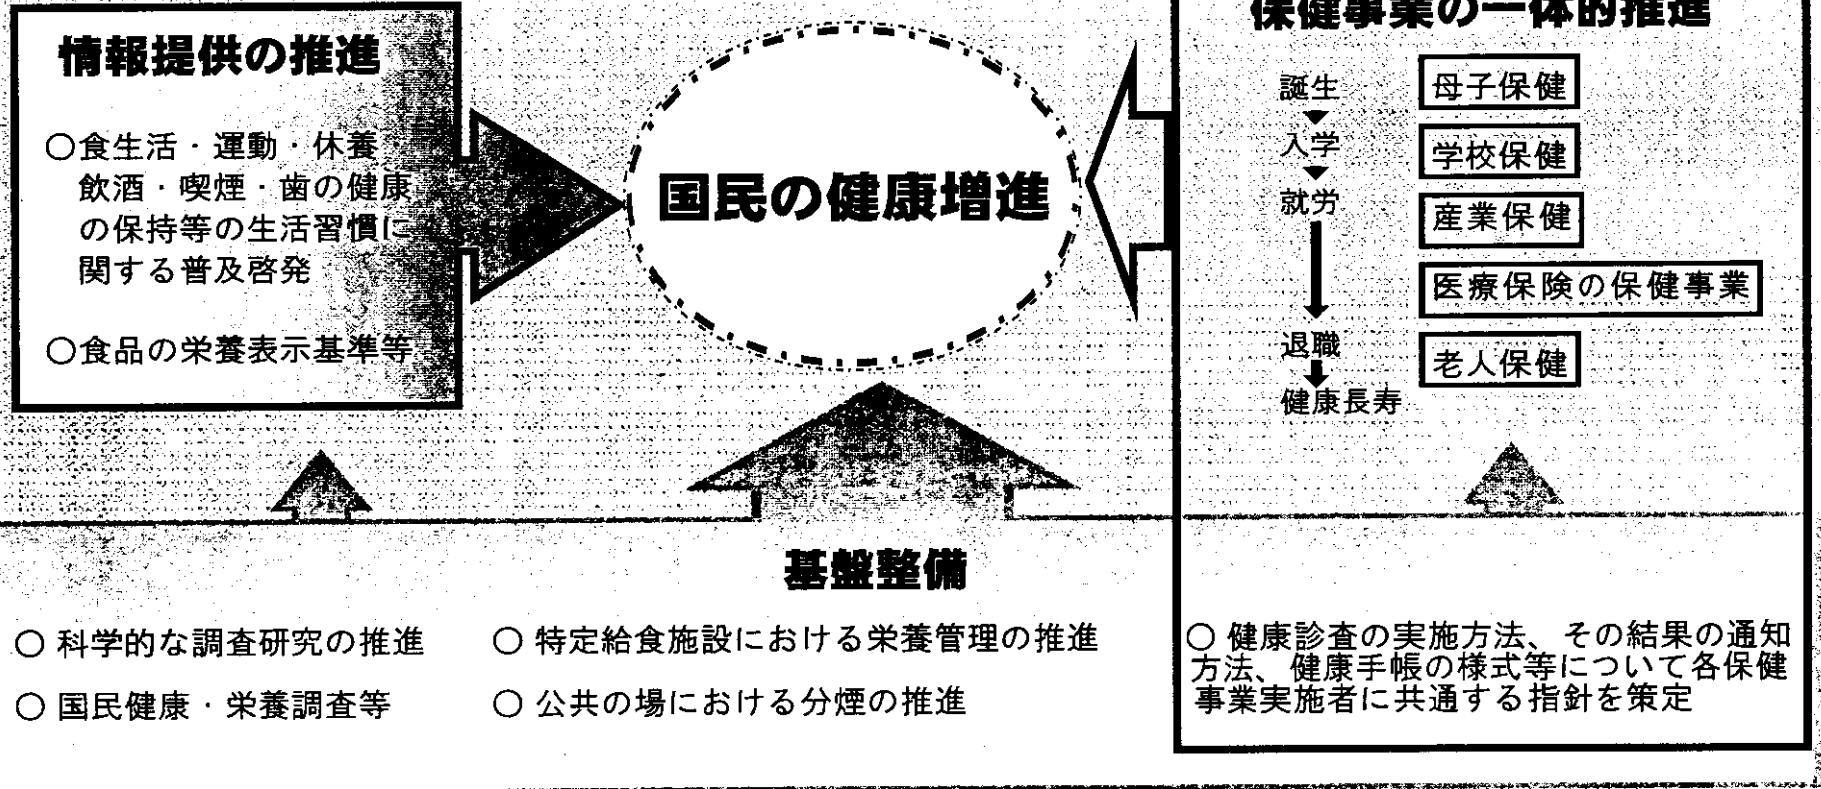 情報提供の推進
○食生活・運動・休養
飲酒・喫煙・歯の健康
の保持等の生活習慣に
関する普及啓発
○食品の栄養表示基準等
国民の健康増進
保健事業の一体的推進
誕生
入学
就労
退職
健康長寿
母子保健
学校保健
産業保健
医療保険の保健事業
老人保健
基盤整備
○ 科学的な調査研究の推進
○ 国民健康・栄養調査等
○ 特定給食施設における栄養管理の推進
○ 公共の場における分煙の推進
○ 健康診査の実施方法、その結果の通知
方法、健康手帳の様式等について各保健
事業実施者に共通する指針を策定